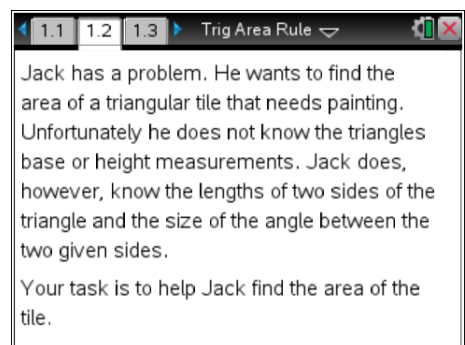 1.1 1.2 1.3 Trig Area Rule
Jack has a problem. He wants to find the
area of a triangular tile that needs painting.
Unfortunately he does not know the triangles
base or height measurements. Jack does,
however, know the lengths of two sides of the
triangle and the size of the angle between the
two given sides.
Your task is to help Jack find the area of the
tile.